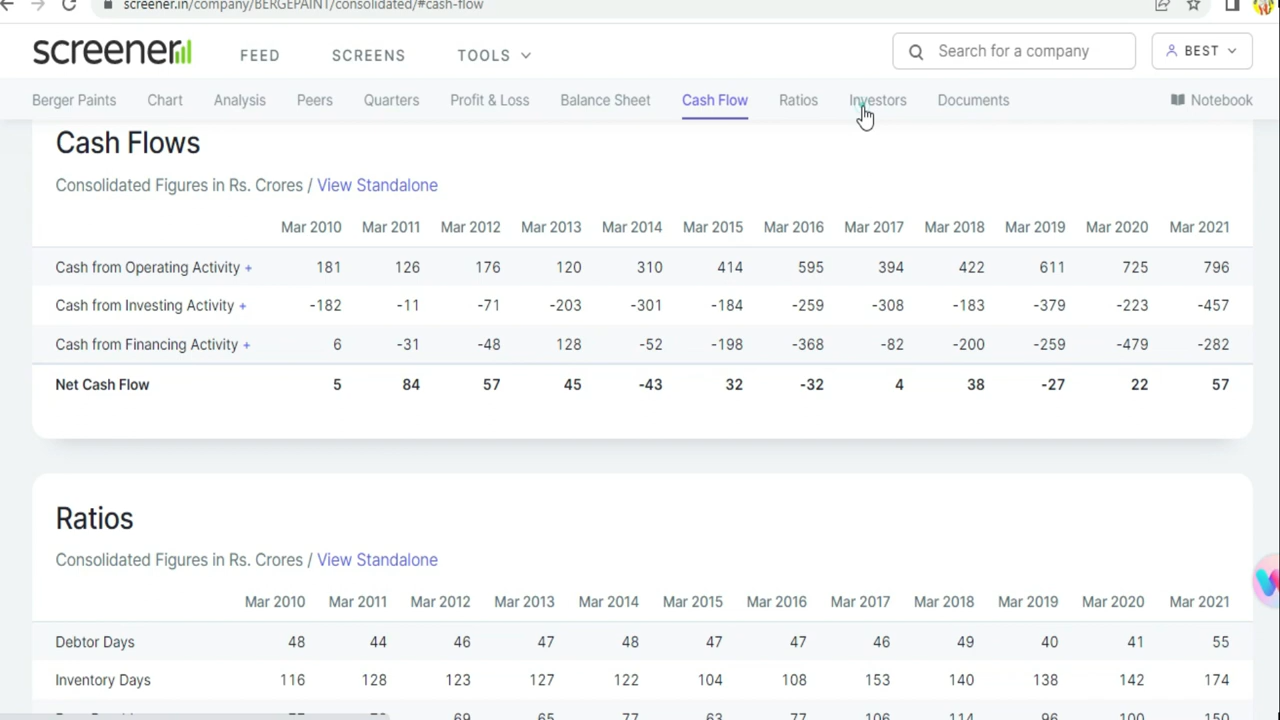 screener.in/company/BERGEPAINT/consolidated/#cash-flow
screener FEED SCREENS TOOLS Search for a company BEST
Berger Paints Chart Analysis Peers Quarters Profit & Loss Balance Sheet Cash Flow Ratios Investors Documents Notebook
Cash Flows
Consolidated Figures in Rs. Crores / View Standalone
Mar 2010 Mar 2011 Mar 2012 Mar 2013 Mar 2014 Mar 2015 Mar 2016 Mar 2017 Mar 2018 Mar 2019 Mar 2020 Mar 2021
Cash from Operating Activity + 181 126 176 120 310 414 595 394 422 611 725 796
Cash from Investing Activity + -182 -11 -71 -203 -301 -184 -259 -308 -183 -379 -223 -457
Cash from Financing Activity + 6 -31 -48 128 -52 -198 -368 -82 -200 -259 -479 -282
Net Cash Flow 5 84 57 45 -43 32 -32 4 38 -27 22 57
Ratios
Consolidated Figures in Rs. Crores / View Standalone
Mar 2010 Mar 2011 Mar 2012 Mar 2013 Mar 2014 Mar 2015 Mar 2016 Mar 2017 Mar 2018 Mar 2019 Mar 2020 Mar 2021
Debtor Days 48 44 46 47 48 47 47 46 49 40 41 55
Inventory Days 116 128 123 127 122 104 108 153 140 138 142 174
69 65 77 63 77 106 114 96 100 150